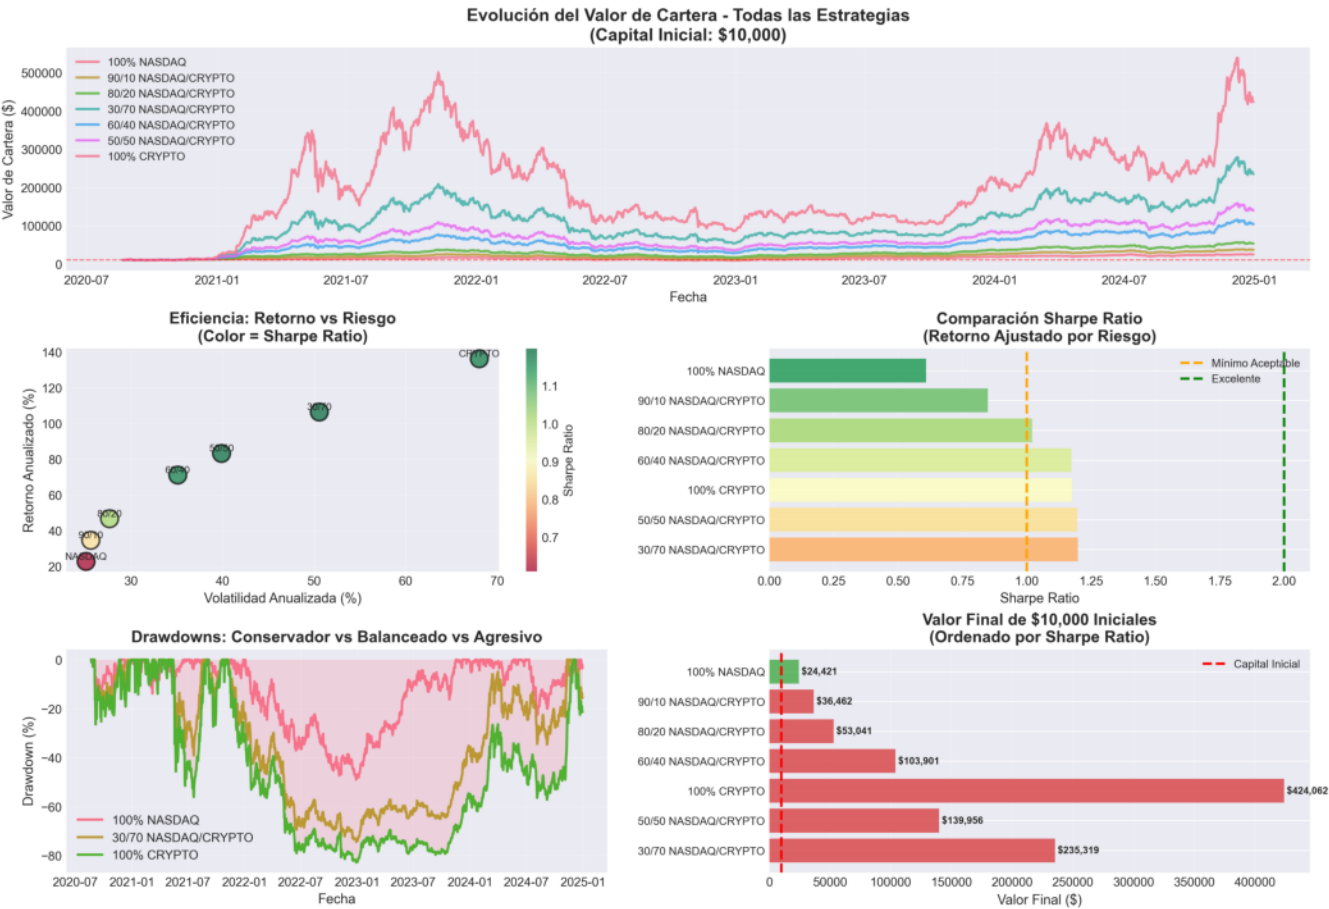 Evolución del Valor de Cartera - Todas las Estrategias
(Capital Inicial: $10,000)
Valor de Cartera ($)
500000
400000
300000
200000
100000
0
100% NASDAQ
90/10 NASDAQ/CRYPTO
80/20 NASDAQ/CRYPTO
30/70 NASDAQ/CRYPTO
60/40 NASDAQ/CRYPTO
50/50 NASDAQ/CRYPTO
100% CRYPTO
2020-07 2021-01 2021-07 2022-01 2022-07 2023-01 2023-07 2024-01 2024-07 2025-01
Fecha
Eficiencia: Retorno vs Riesgo
(Color = Sharpe Ratio)
Retorno Anualizado (%)
140
120
100
80
60
40
20
CRYPTO
30/70
50/50
60/40
80/20
90/10
NASDAQ
30 40 50 60 70
Volatilidad Anualizada (%)
1.1
1.0
0.9
0.8
0.7
Sharpe Ratio
Comparación Sharpe Ratio
(Retorno Ajustado por Riesgo)
Mínimo Aceptable
Excelente
100% NASDAQ
90/10 NASDAQ/CRYPTO
80/20 NASDAQ/CRYPTO
60/40 NASDAQ/CRYPTO
100% CRYPTO
50/50 NASDAQ/CRYPTO
30/70 NASDAQ/CRYPTO
0.00 0.25 0.50 0.75 1.00 1.25 1.50 1.75 2.00
Sharpe Ratio
Drawdowns: Conservador vs Balanceado vs Agresivo
Drawdown (%)
0
−20
−40
−60
−80
100% NASDAQ
30/70 NASDAQ/CRYPTO
100% CRYPTO
2020-07 2021-01 2021-07 2022-01 2022-07 2023-01 2023-07 2024-01 2024-07 2025-01
Fecha
Valor Final de $10,000 Iniciales
(Ordenado por Sharpe Ratio)
Capital Inicial
100% NASDAQ $24,421
90/10 NASDAQ/CRYPTO $36,462
80/20 NASDAQ/CRYPTO $53,041
60/40 NASDAQ/CRYPTO $103,901
100% CRYPTO $424,062
50/50 NASDAQ/CRYPTO $139,956
30/70 NASDAQ/CRYPTO $235,319
0 50000 100000 150000 200000 250000 300000 350000 400000
Valor Final ($)